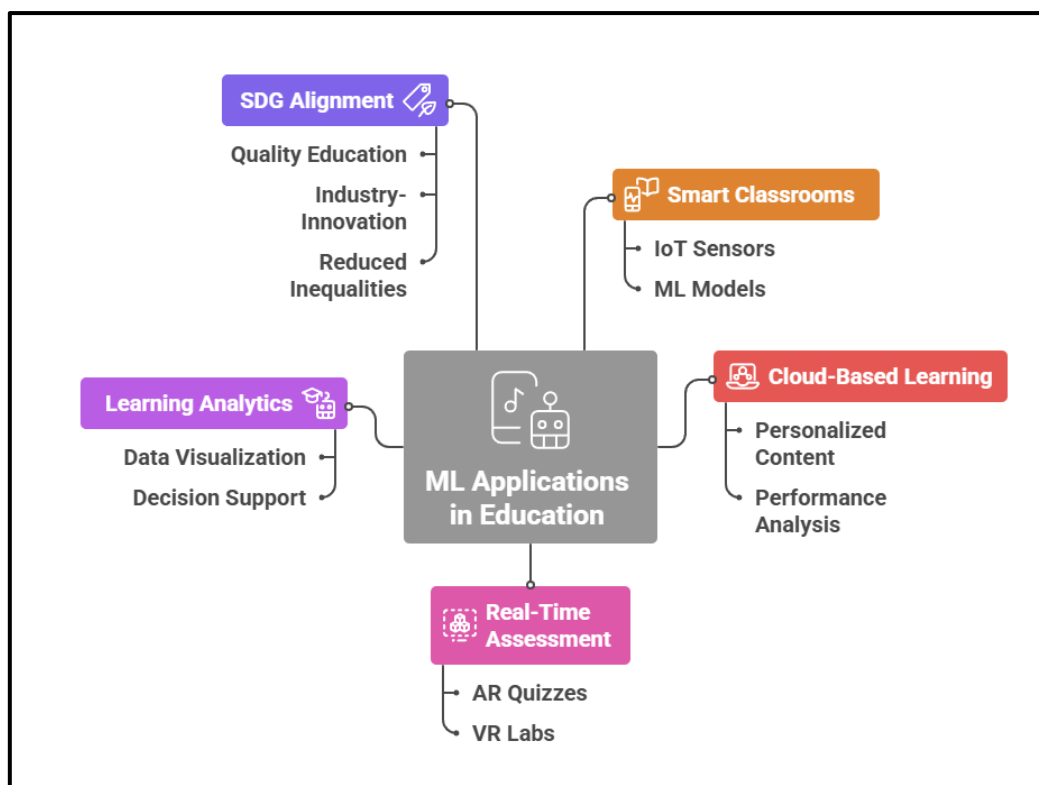 SDG Alignment
Quality Education
Industry-
Innovation
Reduced
Inequalities
Smart Classrooms
IoT Sensors
ML Models
Learning Analytics
Data Visualization
Decision Support
ML Applications
in Education
Cloud-Based Learning
Personalized
Content
Performance
Analysis
Real-Time
Assessment
AR Quizzes
VR Labs